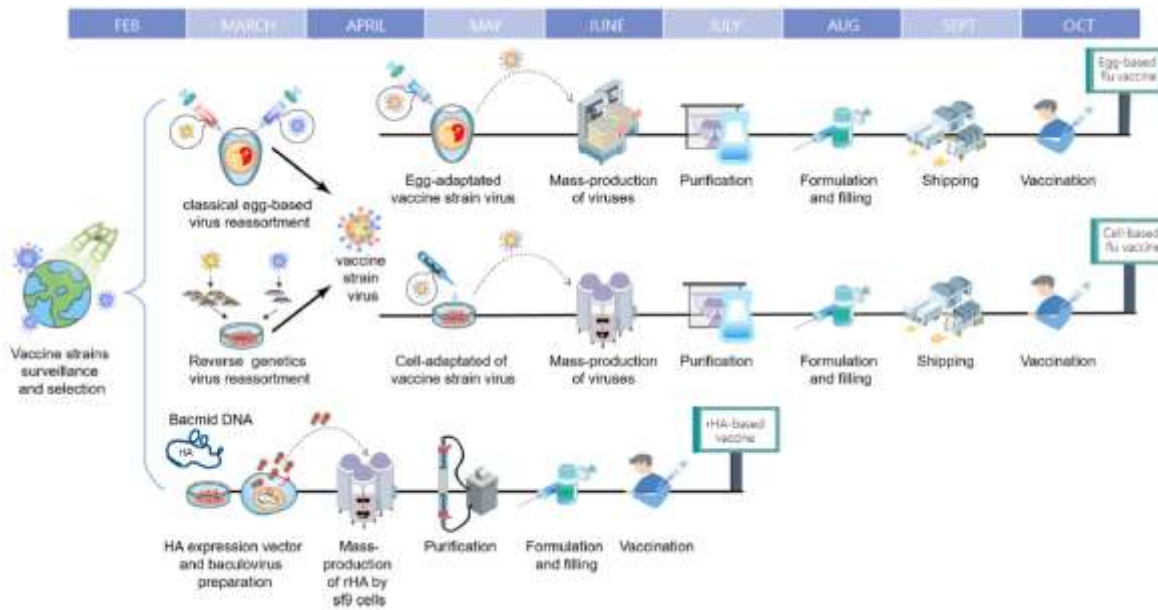 FEB MARCH APRIL MAY JUNE JULY AUG SEPT OCT
Egg-based
flu vaccine
classical egg-based
virus reassortment
Egg-adaptated
vaccine strain virus
Mass-production
of viruses
Purification
Formulation
and filling
Shipping
Vaccination
vaccine
strain
virus
Cell-based
flu vaccine
Vaccine strains
surveillance
and selection
Reverse genetics
virus reassortment
Cell-adaptated of
vaccine strain virus
Mass-production
of viruses
Purification
Formulation
and filling
Shipping
Vaccination
Bacmid DNA
HA
rHA-based
vaccine
HA expression vector
and baculovirus
preparation
Mass-
production
of rHA by
sf9 cells
Purification
Formulation
and filling
Vaccination